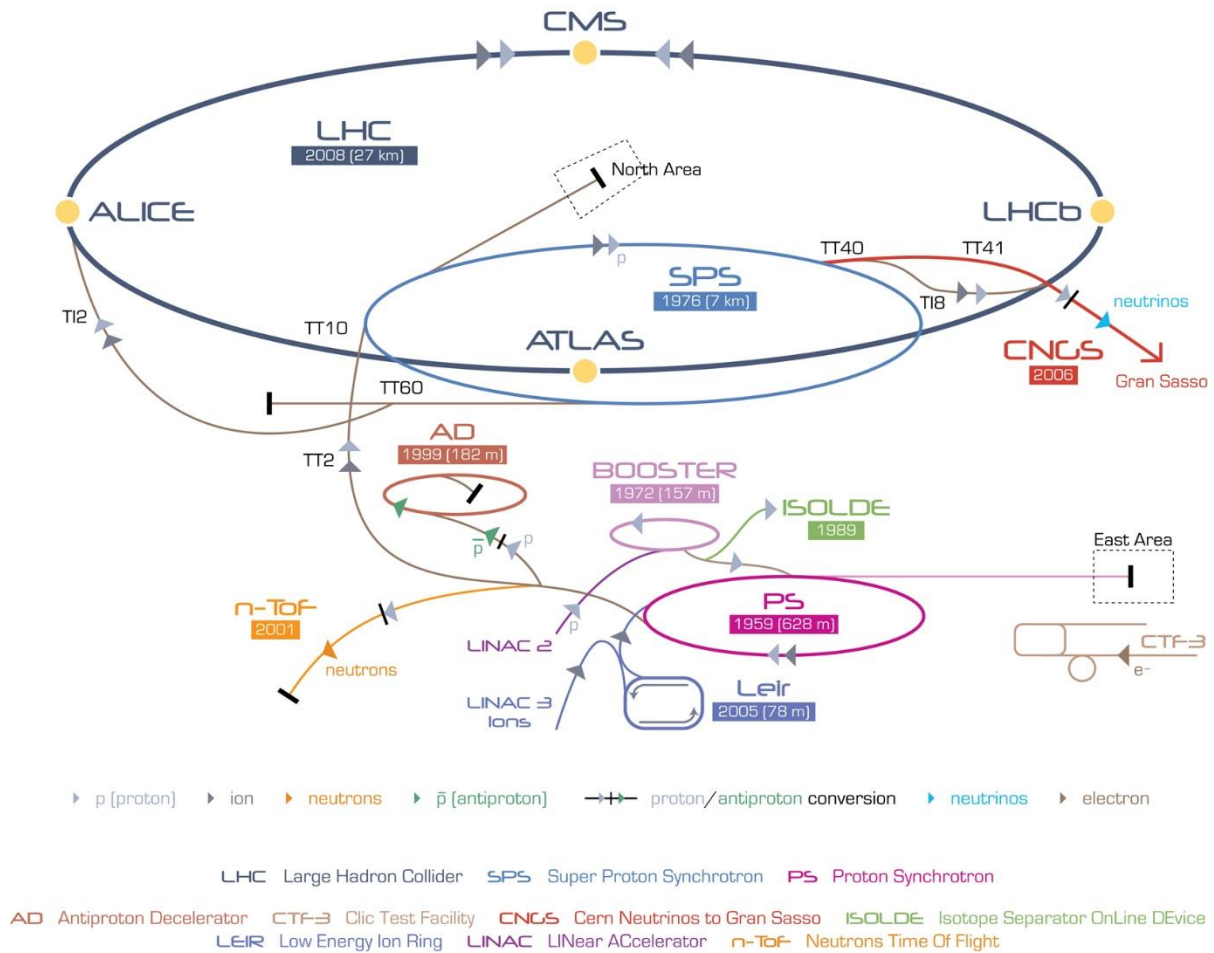 CMS
LHC
2008 (27 km)
North Area
ALICE
LHCb
TT40
TT41
SPS
1976 (7 km)
p
TI8
neutrinos
TI2
TT10
ATLAS
CNGS
2006
Gran Sasso
TT60
AD
1999 (182 m)
TT2
BOOSTER
1972 (157 m)
ISOLDE
1989
p̅
p
East Area
n-ToF
2001
PS
1959 (628 m)
p
LINAC 2
neutrons
CTF-3
e⁻
LINAC 3
Ions
Leir
2005 (78 m)
p (proton) ion neutrons p̅ (antiproton) proton/antiproton conversion neutrinos electron
LHC Large Hadron Collider SPS Super Proton Synchrotron PS Proton Synchrotron
AD Antiproton Decelerator CTF-3 Clic Test Facility CNGS Cern Neutrinos to Gran Sasso ISOLDE Isotope Separator OnLine DEvice
LEIR Low Energy Ion Ring LINAC LINear ACcelerator n-ToF Neutrons Time Of Flight